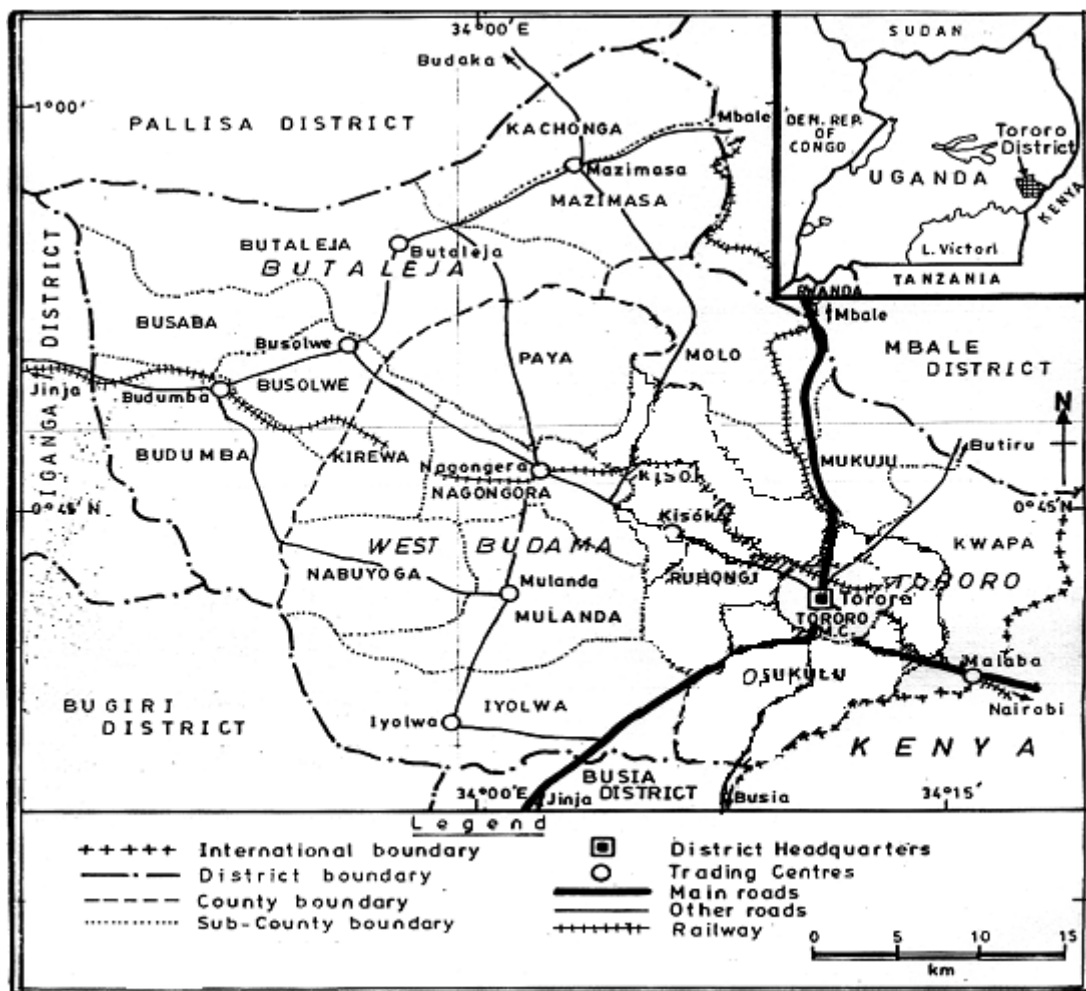 34°00'E
Budaka
1°00'
PALLISA DISTRICT
KACHONGA
Mbale
Mazimasa
MAZIMASA
BUTALEJA
Butaleja
BUTALEJA
DISTRICT
BUSABA
Busolwe
PAYA
MOLO
BUSOLWE
Jinja
Budumba
IGANGA
BUDUMBA
KIREWA
Nagongera
NAGONGORA
Kisoko
MUKUJU
Mbale
MBALE
DISTRICT
N
Butiru
0°45'N
0°45'N
KWAPA
WEST BUDAMA
NABUYOGA
Mulanda
MULANDA
RUBONGI
TORORO
Tororo
TORORO
M.C.
OSUKULU
Malaba
Nairobi
BUGIRI
DISTRICT
Iyolwa
IYOLWA
KENYA
BUSIA
DISTRICT
34°00'E
Jinja
Busia
34°15'
SUDAN
DEN. REP.
OF
CONGO
Tororo
District
UGANDA
KENYA
L. Victori
TANZANIA
RWANDA
Legend
International boundary
District boundary
County boundary
Sub-County boundary
District Headquarters
Trading Centres
Main roads
Other roads
Railway
0 5 10 15
km